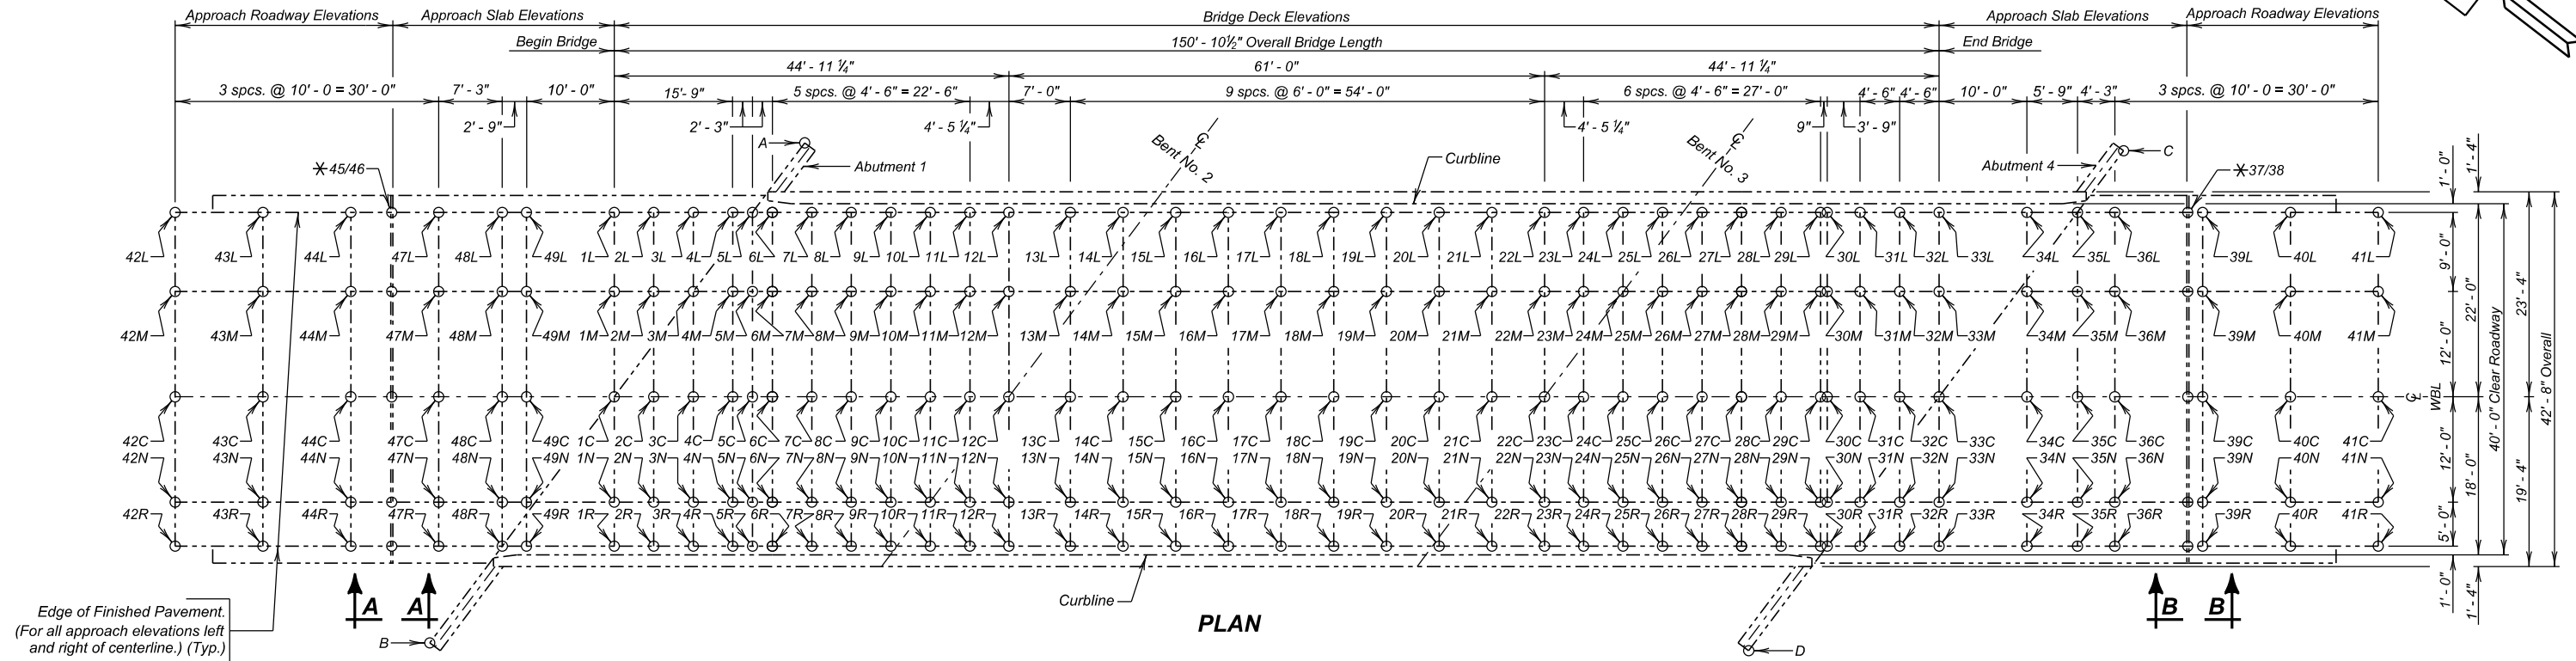 Approach Roadway Elevations Approach Slab Elevations Bridge Deck Elevations Approach Slab Elevations Approach Roadway Elevations
Begin Bridge 150' - 10½" Overall Bridge Length End Bridge
44' - 11 ¼" 61' - 0" 44' - 11 ¼"
3 spcs. @ 10' - 0 = 30' - 0" 7' - 3" 10' - 0" 15'- 9" 5 spcs. @ 4' - 6" = 22' - 6" 7' - 0" 9 spcs. @ 6' - 0" = 54' - 0" 6 spcs. @ 4' - 6" = 27' - 0" 4' - 6" 4' - 6" 10' - 0" 5' - 9" 4' - 3" 3 spcs. @ 10' - 0 = 30' - 0"
2' - 9" 2' - 3" 4' - 5 ¼" 4' - 5 ¼" 9" 3' - 9"
A
Abutment 1
℄
Bent No. 2
Curbline
℄
Bent No. 3
Abutment 4
C
45/46
37/38
42L 43L 44L 47L 48L 49L 1L 2L 3L 4L 5L 6L 7L 8L 9L 10L 11L 12L 13L 14L 15L 16L 17L 18L 19L 20L 21L 22L 23L 24L 25L 26L 27L 28L 29L 30L 31L 32L 33L 34L 35L 36L 39L 40L 41L
42M 43M 44M 47M 48M 49M 1M 2M 3M 4M 5M 6M 7M 8M 9M 10M 11M 12M 13M 14M 15M 16M 17M 18M 19M 20M 21M 22M 23M 24M 25M 26M 27M 28M 29M 30M 31M 32M 33M 34M 35M 36M 39M 40M 41M
42C 43C 44C 47C 48C 49C 1C 2C 3C 4C 5C 6C 7C 8C 9C 10C 11C 12C 13C 14C 15C 16C 17C 18C 19C 20C 21C 22C 23C 24C 25C 26C 27C 28C 29C 30C 31C 32C 33C 34C 35C 36C 39C 40C 41C
42N 43N 44N 47N 48N 49N 1N 2N 3N 4N 5N 6N 7N 8N 9N 10N 11N 12N 13N 14N 15N 16N 17N 18N 19N 20N 21N 22N 23N 24N 25N 26N 27N 28N 29N 30N 31N 32N 33N 34N 35N 36N 39N 40N 41N
42R 43R 44R 47R 48R 49R 1R 2R 3R 4R 5R 6R 7R 8R 9R 10R 11R 12R 13R 14R 15R 16R 17R 18R 19R 20R 21R 22R 23R 24R 25R 26R 27R 28R 29R 30R 31R 32R 33R 34R 35R 36R 39R 40R 41R
℄ WBL
1' - 0"
1' - 4"
9' - 0"
12' - 0"
22' - 0"
23' - 4"
40' - 0" Clear Roadway
42' - 8" Overall
12' - 0"
18' - 0"
19' - 4"
5' - 0"
1' - 0"
1' - 4"
A A
B B
Edge of Finished Pavement.
(For all approach elevations left
and right of centerline.) (Typ.)
B
Curbline
D
PLAN